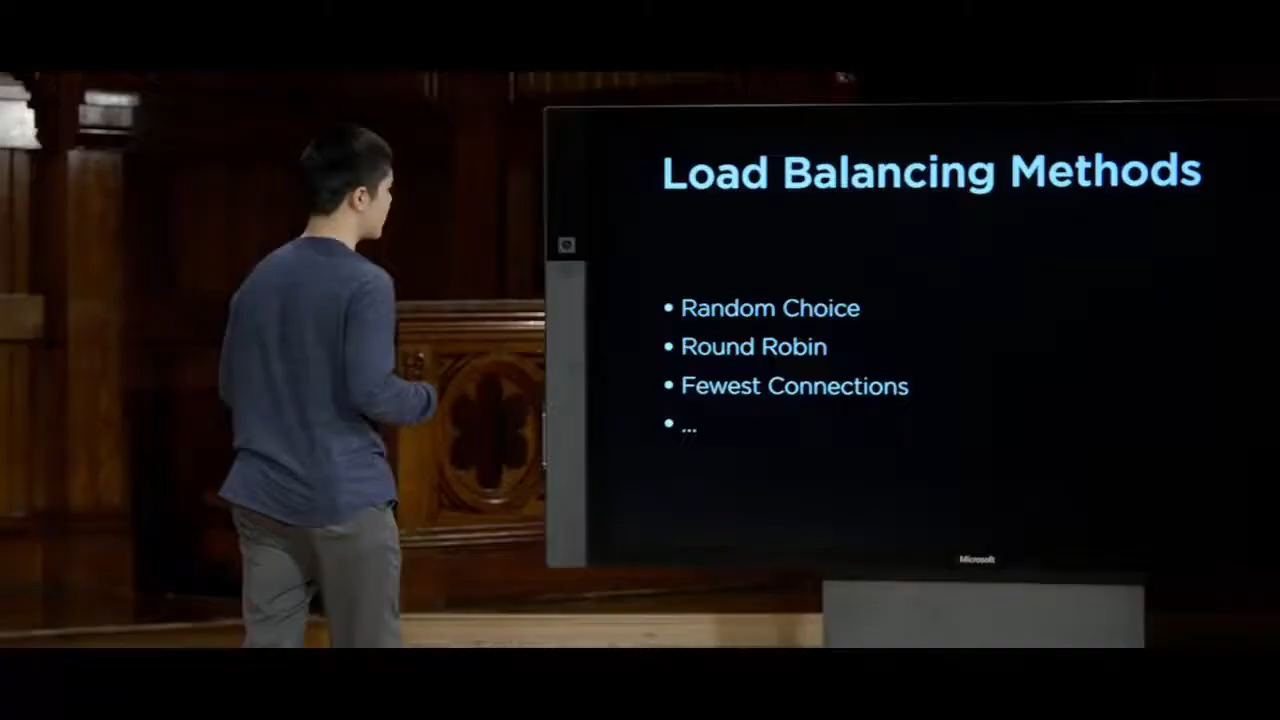 Load Balancing Methods
• Random Choice
• Round Robin
• Fewest Connections
• ...
Microsoft